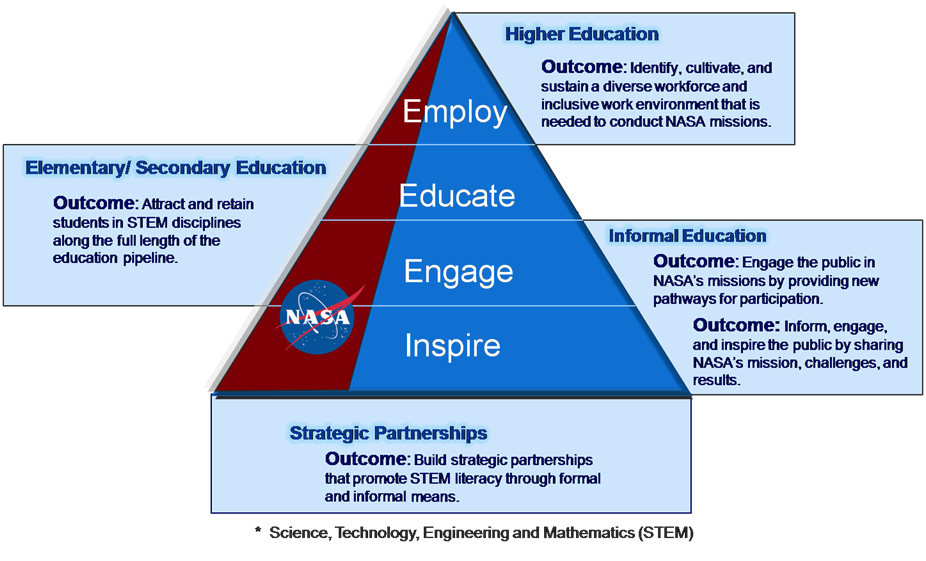 Higher Education
Outcome: Identify, cultivate, and
sustain a diverse workforce and
inclusive work environment that is
needed to conduct NASA missions.
Employ
Elementary/ Secondary Education
Outcome: Attract and retain
students in STEM disciplines
along the full length of the
education pipeline.
Educate
Engage
Informal Education
Outcome: Engage the public in
NASA's missions by providing new
pathways for participation.
Outcome: Inform, engage,
and inspire the public by sharing
NASA's mission, challenges, and
results.
NASA
Inspire
Strategic Partnerships
Outcome: Build strategic partnerships
that promote STEM literacy through formal
and informal means.
* Science, Technology, Engineering and Mathematics (STEM)